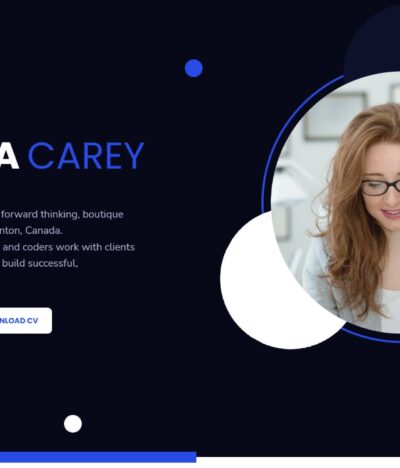 A CAREY
forward thinking, boutique
nton, Canada.
and coders work with clients
build successful,
NLOAD CV